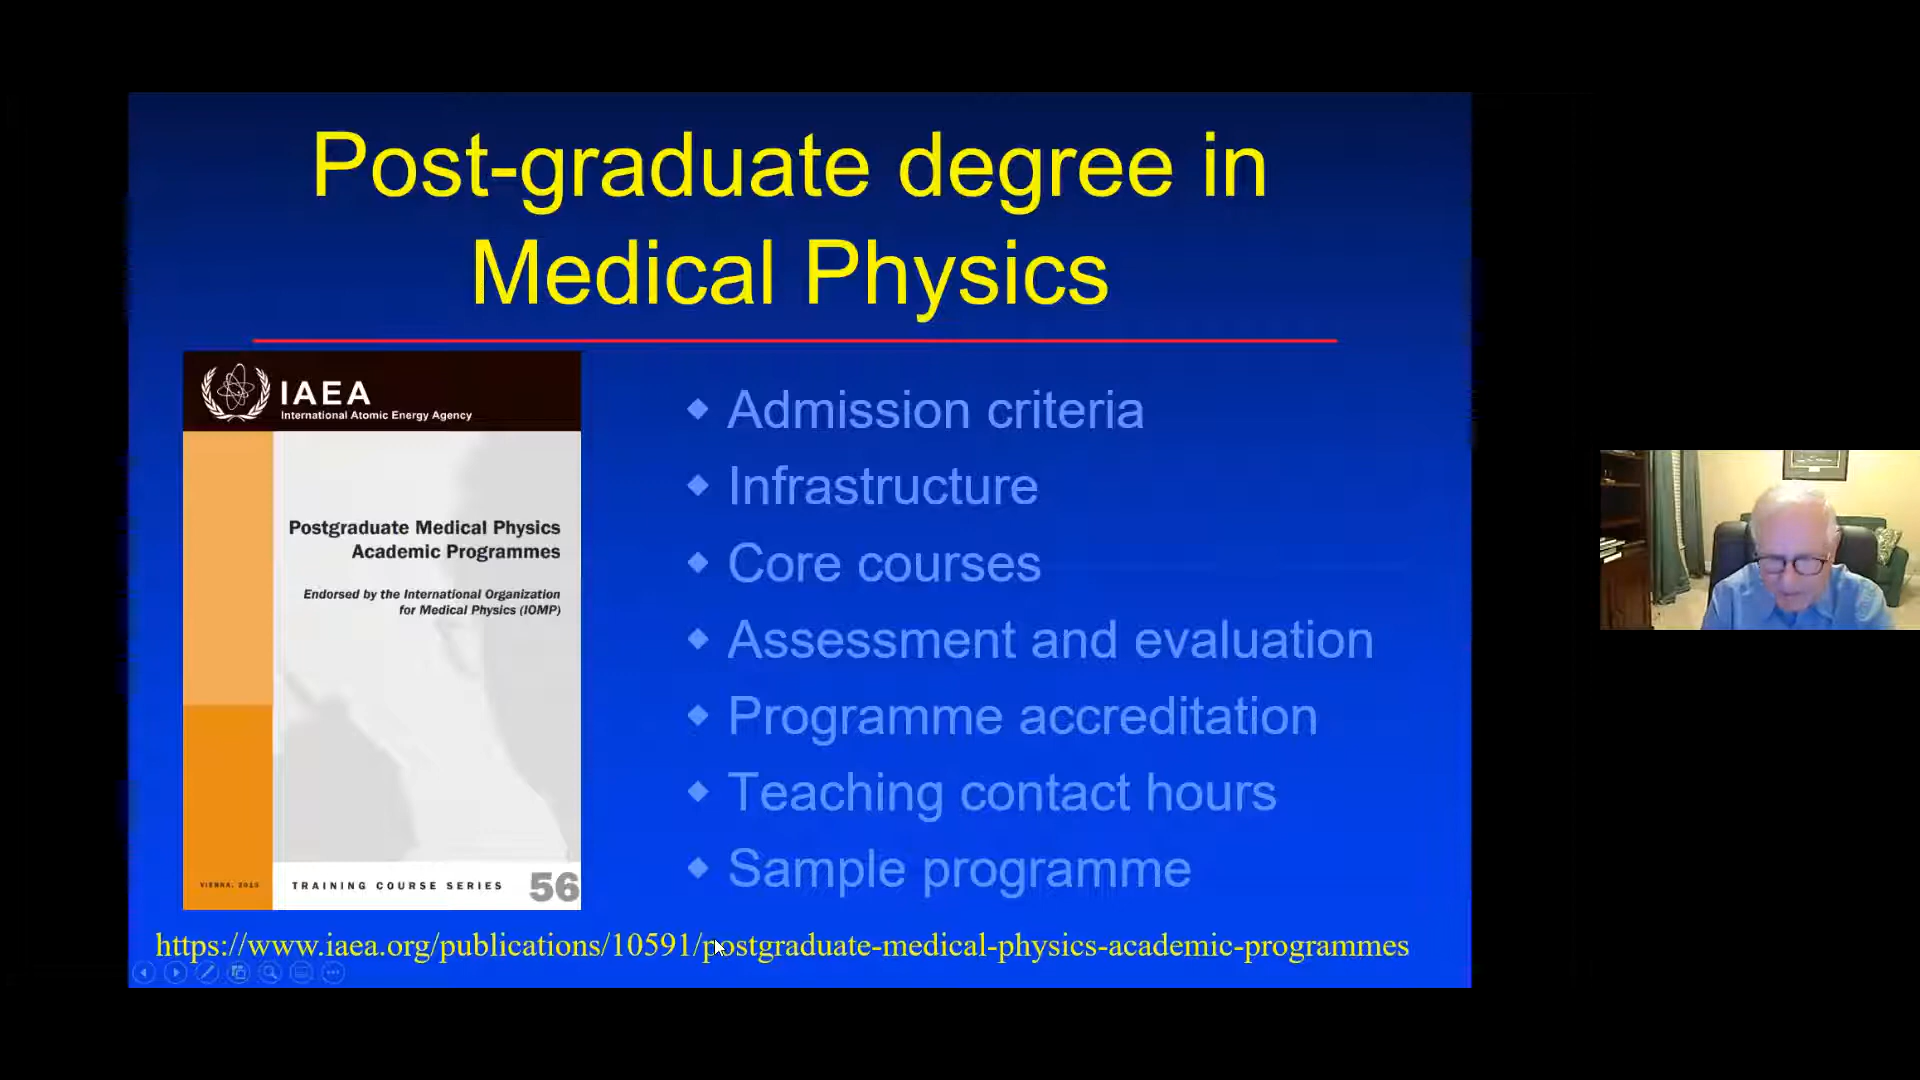 Post-graduate degree in
Medical Physics
IAEA
International Atomic Energy Agency
Postgraduate Medical Physics
Academic Programmes
Endorsed by the International Organization
for Medical Physics (IOMP)
VIENNA, 2013
TRAINING COURSE SERIES 56
Admission criteria
Infrastructure
Core courses
Assessment and evaluation
Programme accreditation
Teaching contact hours
Sample programme
https://www.iaea.org/publications/10591/postgraduate-medical-physics-academic-programmes